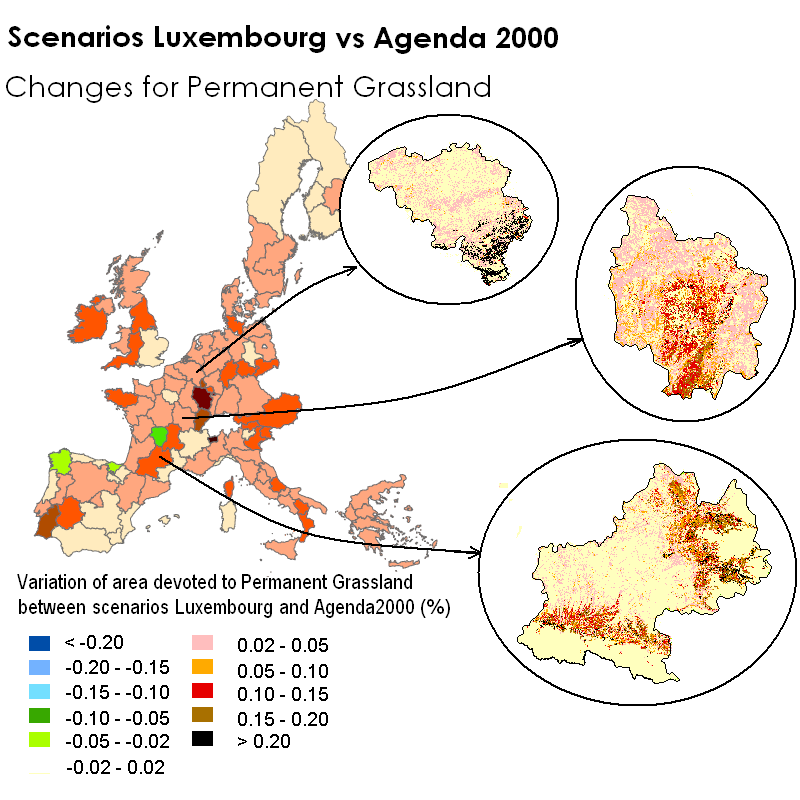 Scenarios Luxembourg vs Agenda 2000
Changes for Permanent Grassland
Variation of area devoted to Permanent Grassland
between scenarios Luxembourg and Agenda2000 (%)
< -0.20
-0.20 - -0.15
-0.15 - -0.10
-0.10 - -0.05
-0.05 - -0.02
-0.02 - 0.02
0.02 - 0.05
0.05 - 0.10
0.10 - 0.15
0.15 - 0.20
> 0.20